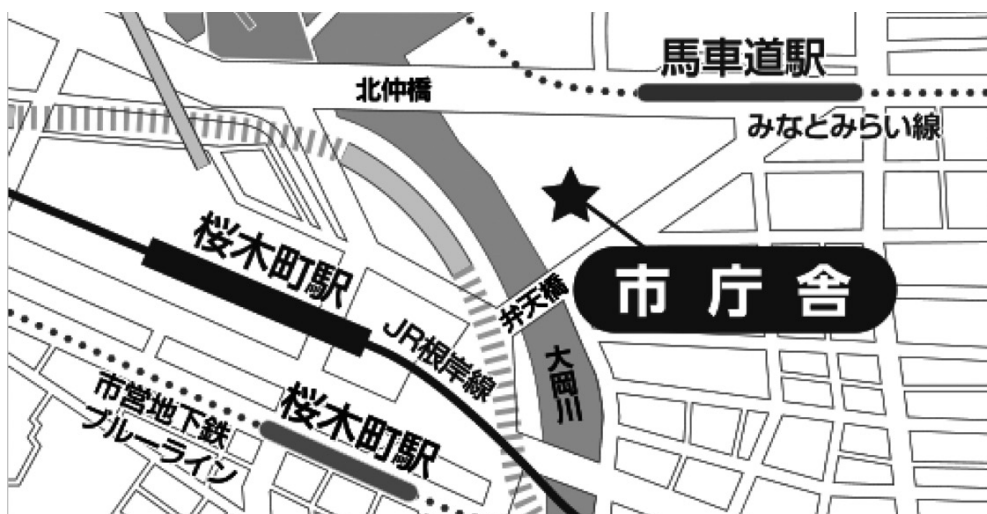 馬車道駅
北仲橋
みなとみらい線
桜木町駅
市庁舎
弁天橋
JR根岸線
大岡川
市営地下鉄
ブルーライン
桜木町駅